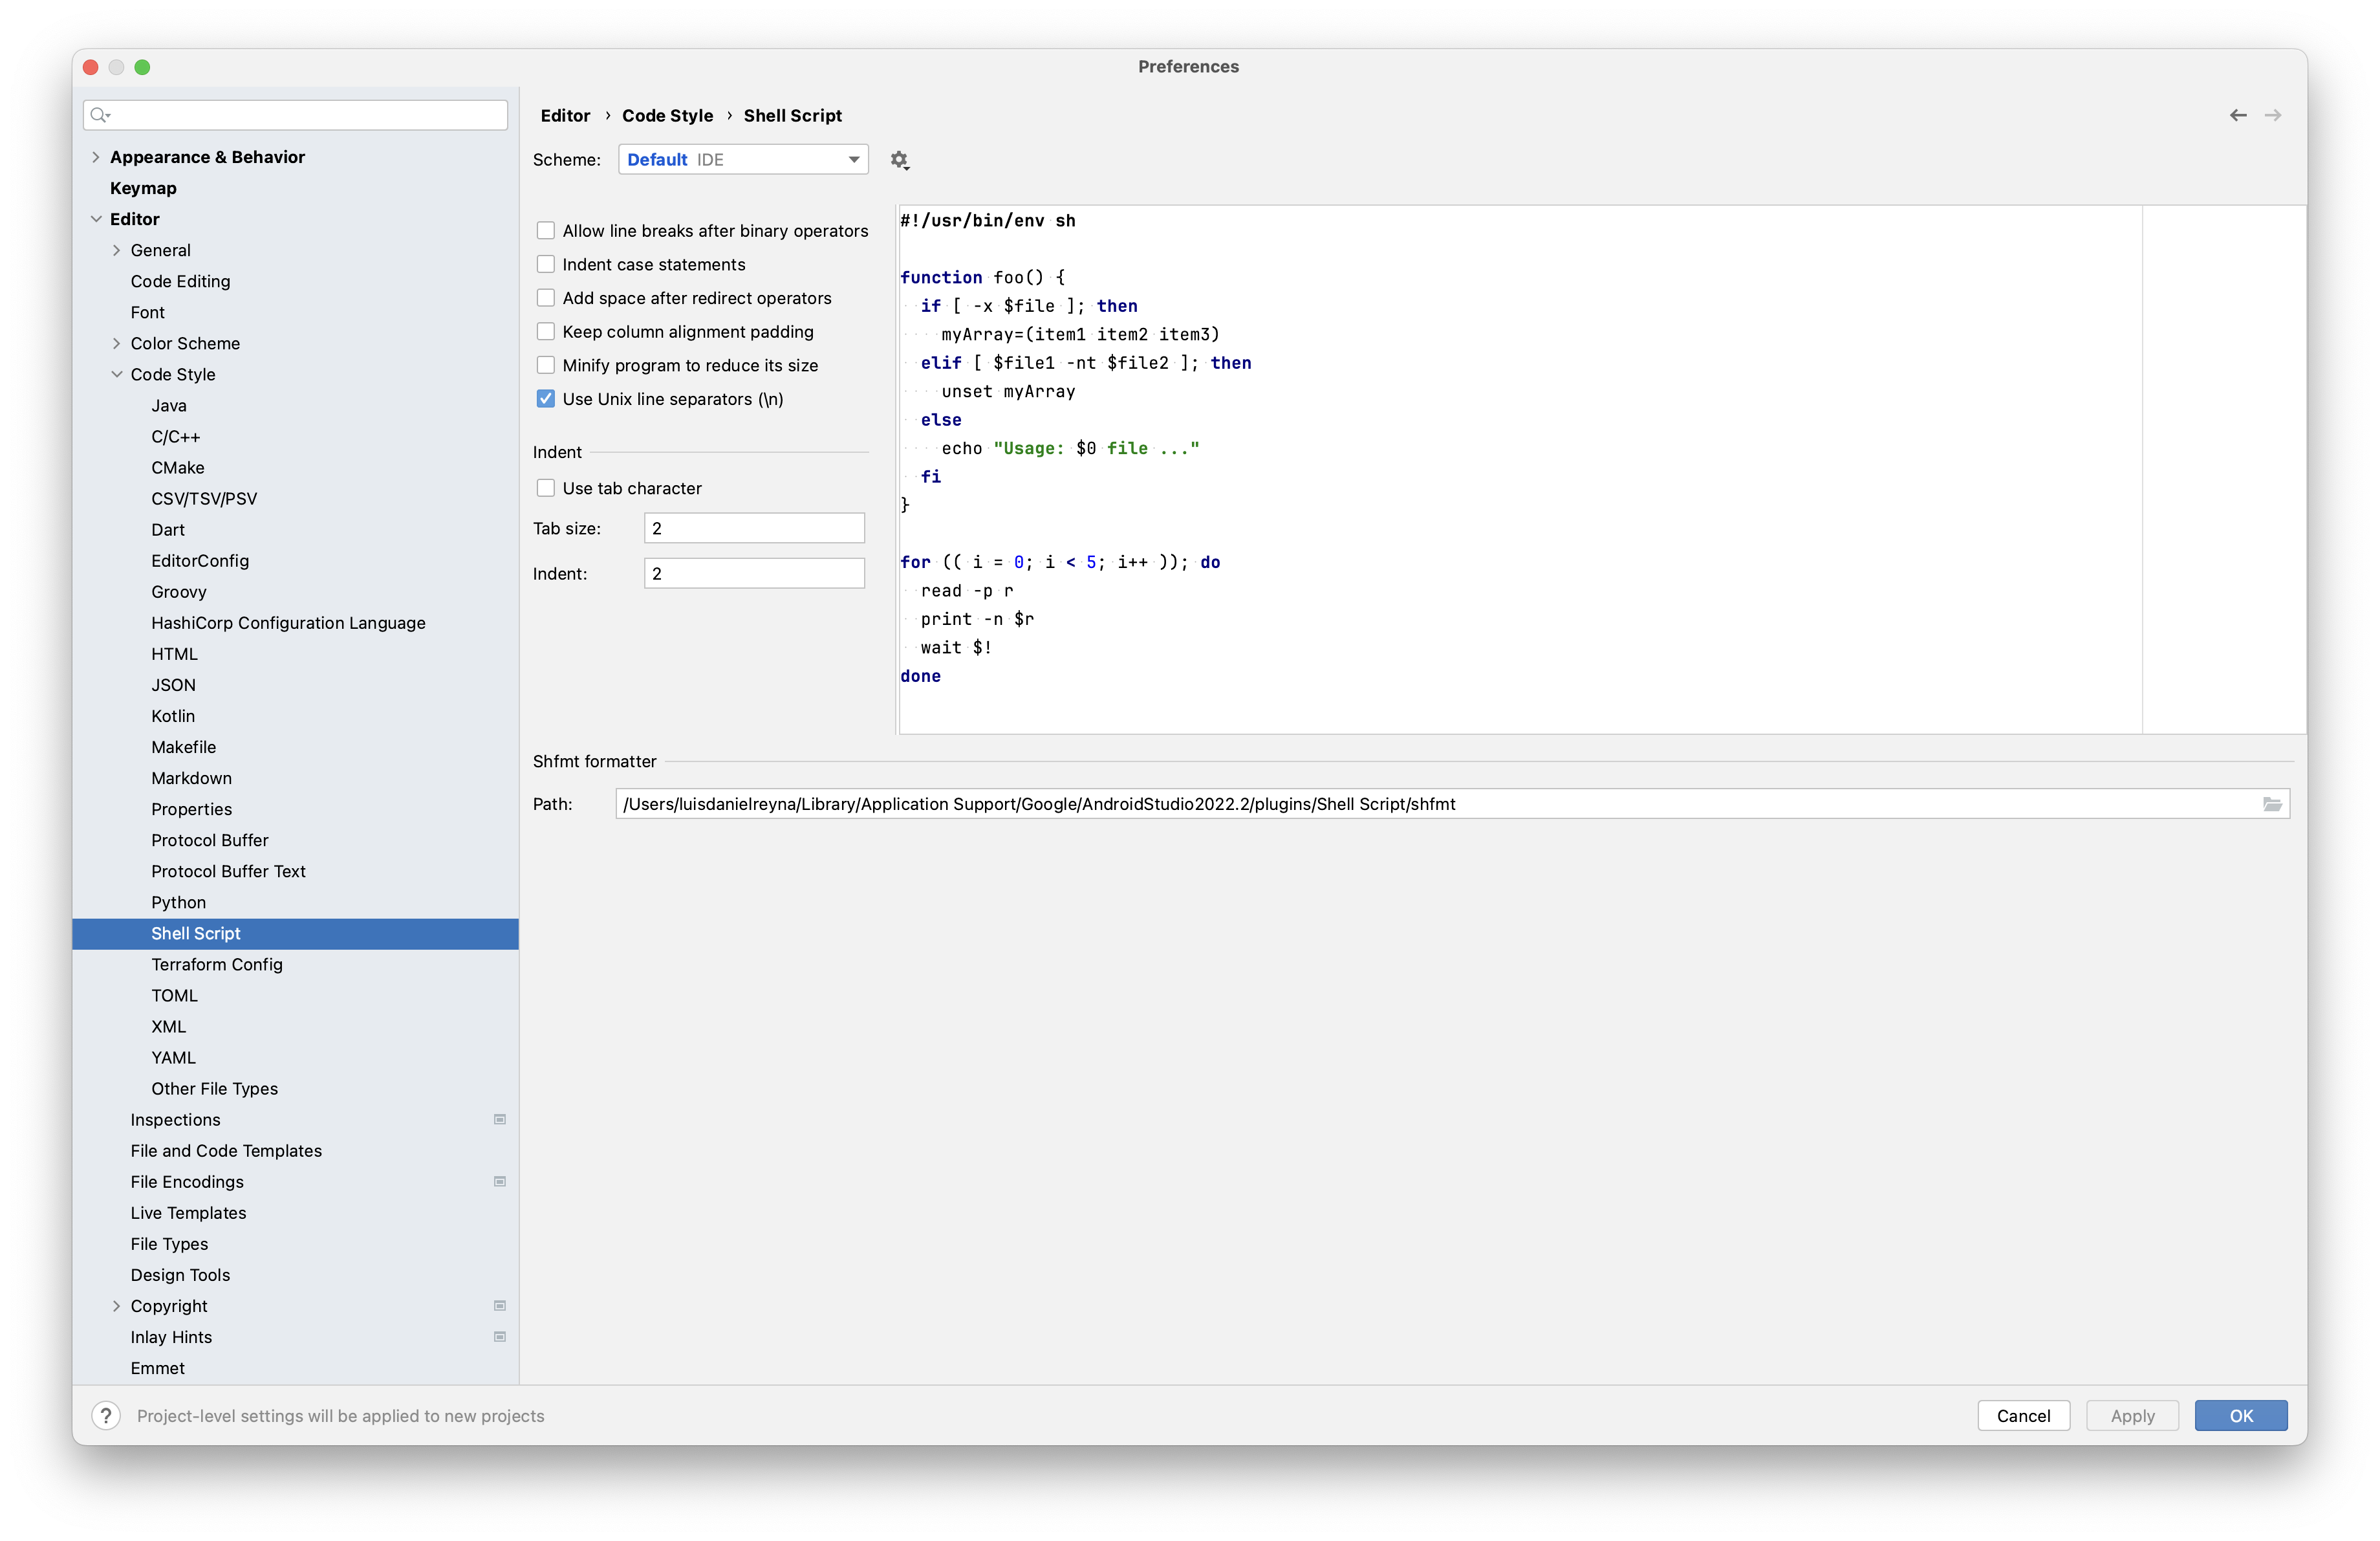 Preferences
Appearance & Behavior
Keymap
Editor
General
Code Editing
Font
Color Scheme
Code Style
Java
C/C++
CMake
CSV/TSV/PSV
Dart
EditorConfig
Groovy
HashiCorp Configuration Language
HTML
JSON
Kotlin
Makefile
Markdown
Properties
Protocol Buffer
Protocol Buffer Text
Python
Shell Script
Terraform Config
TOML
XML
YAML
Other File Types
Inspections
File and Code Templates
File Encodings
Live Templates
File Types
Design Tools
Copyright
Inlay Hints
Emmet
Editor › Code Style › Shell Script
Scheme: Default IDE
Allow line breaks after binary operators
Indent case statements
Add space after redirect operators
Keep column alignment padding
Minify program to reduce its size
Use Unix line separators (\n)
Indent
Use tab character
Tab size: 2
Indent: 2
#!/usr/bin/env sh
function foo() {
if [ -x $file ]; then
myArray=(item1 item2 item3)
elif [ $file1 -nt $file2 ]; then
unset myArray
else
echo "Usage: $0 file ..."
fi
}
for (( i = 0; i < 5; i++ )); do
read -p r
print -n $r
wait $!
done
Shfmt formatter
Path: /Users/luisdanielreyna/Library/Application Support/Google/AndroidStudio2022.2/plugins/Shell Script/shfmt
? Project-level settings will be applied to new projects
Cancel Apply OK